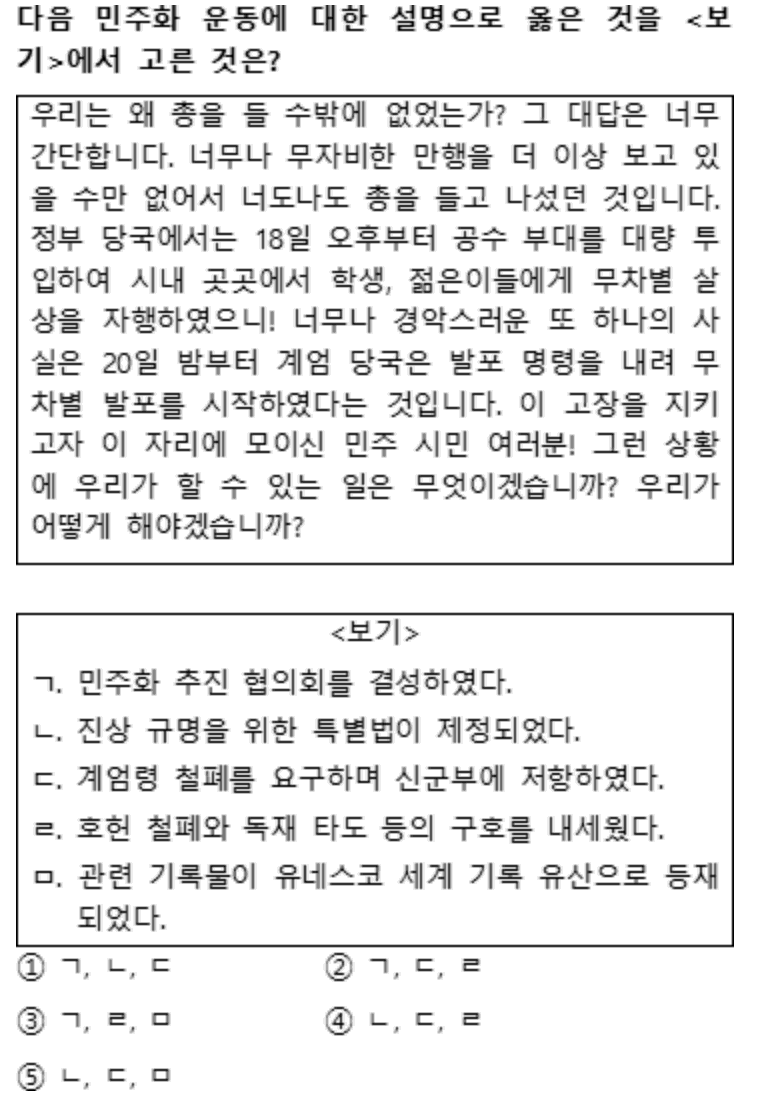 다음 민주화 운동에 대한 설명으로 옳은 것을 <보
기>에서 고른 것은?
우리는 왜 총을 들 수밖에 없었는가? 그 대답은 너무
간단합니다. 너무나 무자비한 만행을 더 이상 보고 있
을 수만 없어서 너도나도 총을 들고 나섰던 것입니다.
정부 당국에서는 18일 오후부터 공수 부대를 대량 투
입하여 시내 곳곳에서 학생, 젊은이들에게 무차별 살
상을 자행하였으니! 너무나 경악스러운 또 하나의 사
실은 20일 밤부터 계엄 당국은 발포 명령을 내려 무
차별 발포를 시작하였다는 것입니다. 이 고장을 지키
고자 이 자리에 모이신 민주 시민 여러분! 그런 상황
에 우리가 할 수 있는 일은 무엇이겠습니까? 우리가
어떻게 해야겠습니까?
<보기>
ㄱ. 민주화 추진 협의회를 결성하였다.
ㄴ. 진상 규명을 위한 특별법이 제정되었다.
ㄷ. 계엄령 철폐를 요구하며 신군부에 저항하였다.
ㄹ. 호헌 철폐와 독재 타도 등의 구호를 내세웠다.
ㅁ. 관련 기록물이 유네스코 세계 기록 유산으로 등재
되었다.
① ㄱ, ㄴ, ㄷ ② ㄱ, ㄷ, ㄹ
③ ㄱ, ㄹ, ㅁ ④ ㄴ, ㄷ, ㄹ
⑤ ㄴ, ㄷ, ㅁ